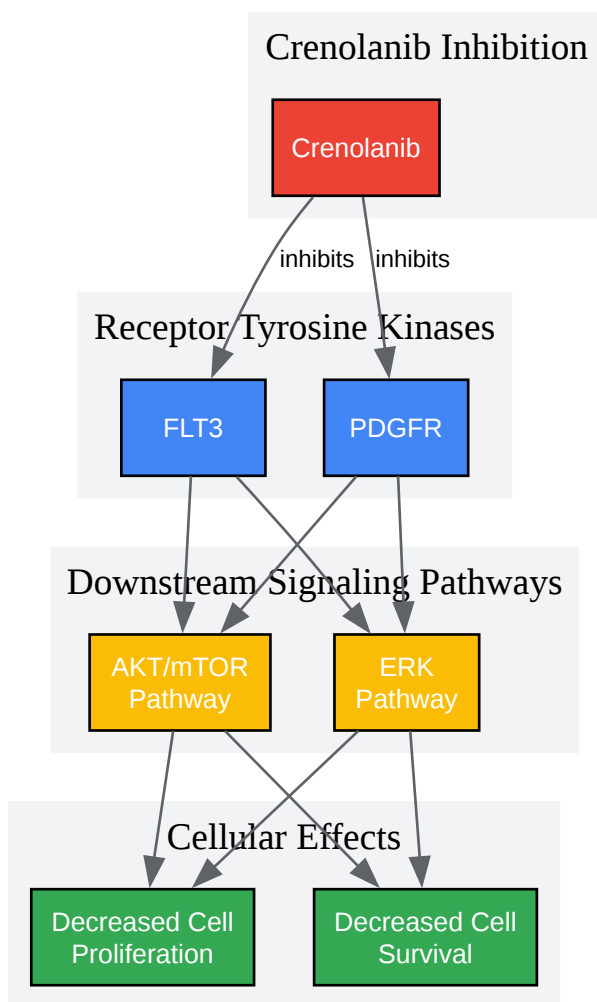 Crenolanib Inhibition
Crenolanib
inhibits
inhibits
Receptor Tyrosine Kinases
FLT3
PDGFR
Downstream Signaling Pathways
AKT/mTOR
Pathway
ERK
Pathway
Cellular Effects
Decreased Cell
Proliferation
Decreased Cell
Survival